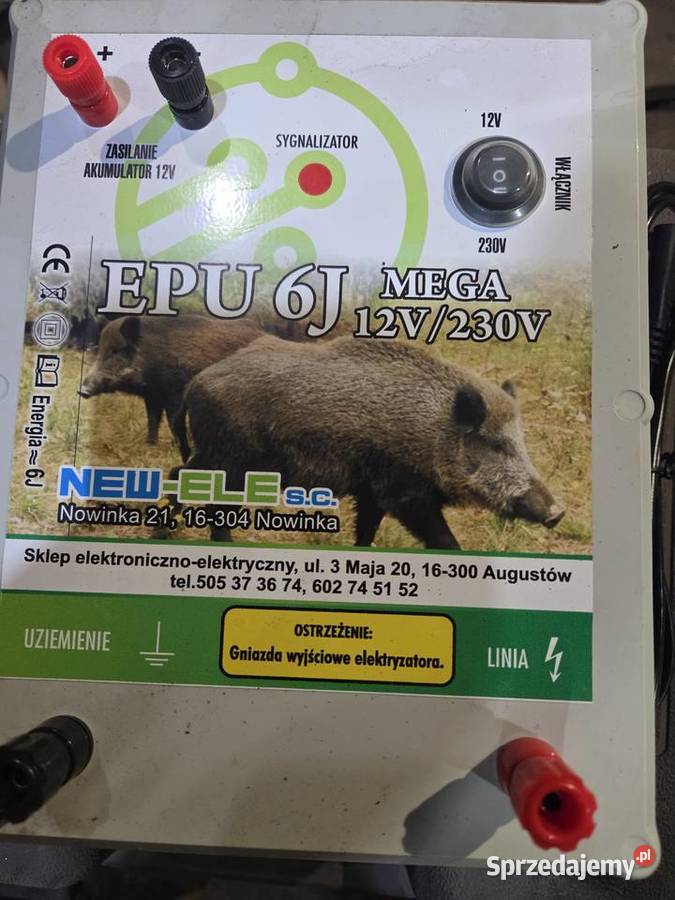 + -
12V
SYGNALIZATOR
ZASILANIE
AKUMULATOR 12V
WŁĄCZNIK
I O I
230V
CE
EPU 6J MEGA
12V/230V
Energia ≈ 6J
NEW-ELE s.c.
Nowinka 21, 16-304 Nowinka
Sklep elektroniczno-elektryczny, ul. 3 Maja 20, 16-300 Augustów
tel.505 37 36 74, 602 74 51 52
OSTRZEŻENIE:
Gniazda wyjściowe elektryzatora.
UZIEMIENIE
LINIA
Sprzedajemy.pl